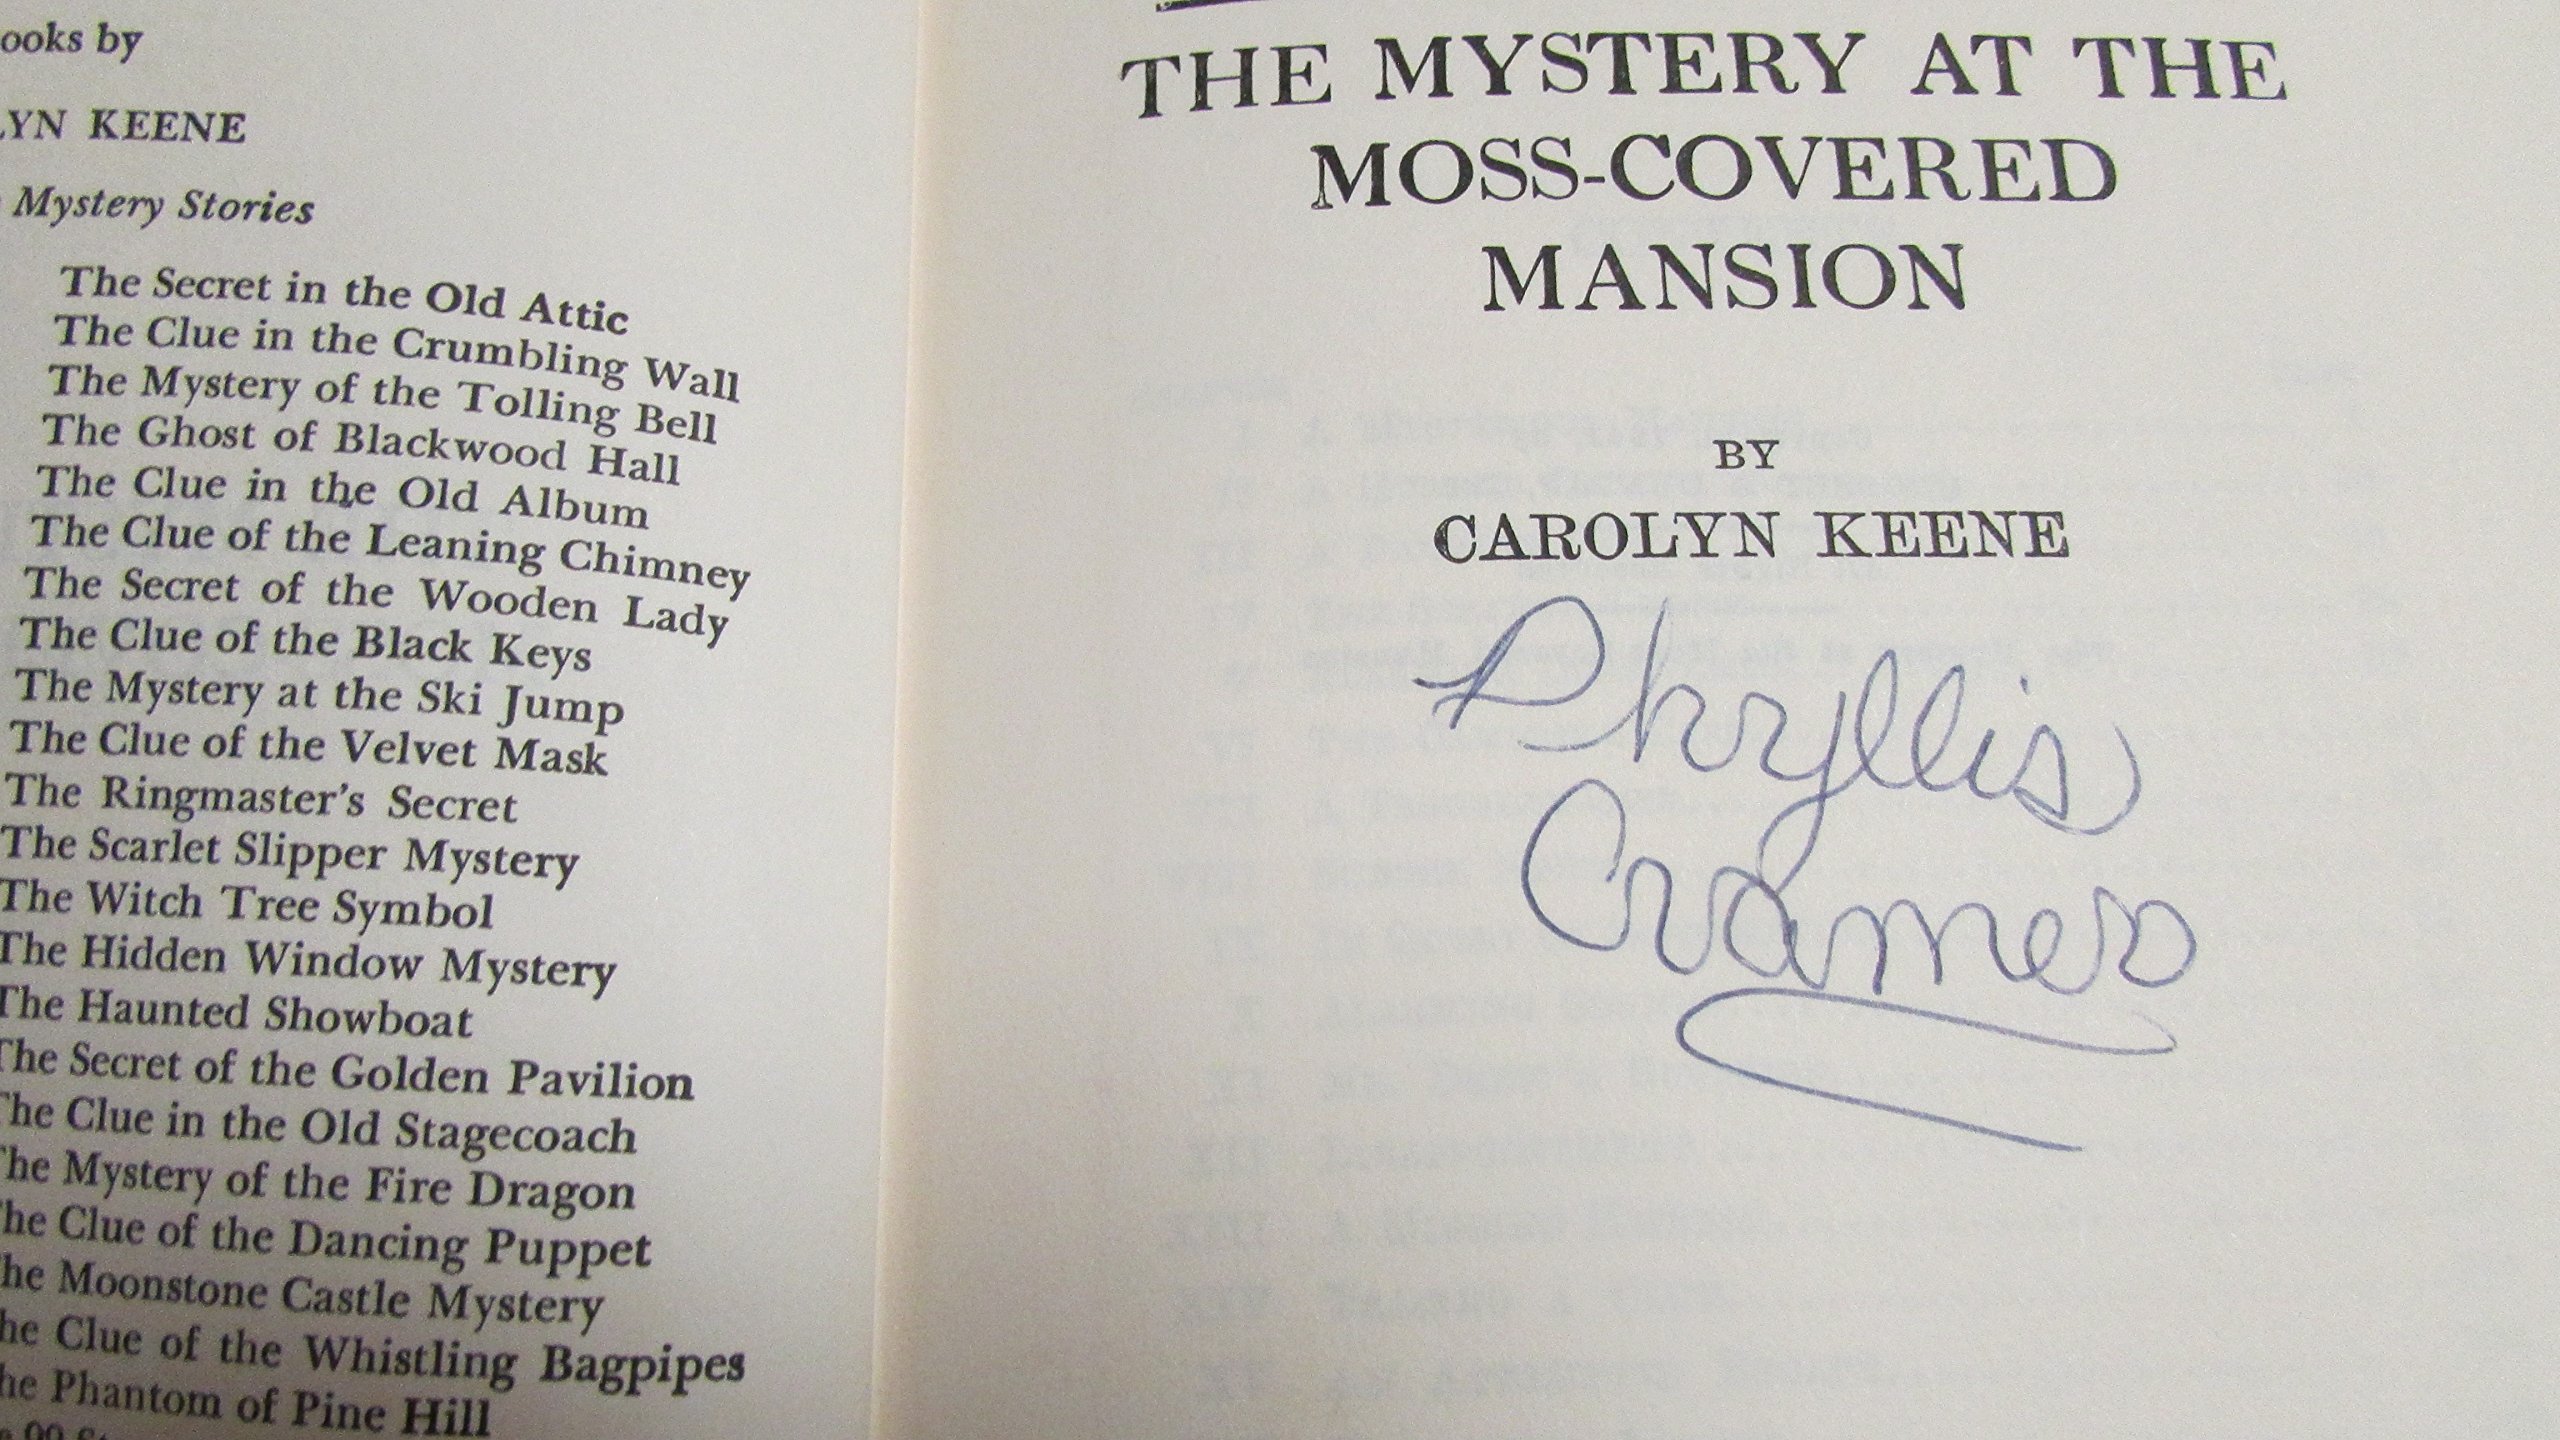 ooks by
LYN KEENE
Mystery Stories
The Secret in the Old Attic
The Clue in the Crumbling Wall
The Mystery of the Tolling Bell
The Ghost of Blackwood Hall
The Clue in the Old Album
The Clue of the Leaning Chimney
The Secret of the Wooden Lady
The Clue of the Black Keys
The Mystery at the Ski Jump
The Clue of the Velvet Mask
The Ringmaster's Secret
The Scarlet Slipper Mystery
The Witch Tree Symbol
The Hidden Window Mystery
The Haunted Showboat
The Secret of the Golden Pavilion
The Clue in the Old Stagecoach
he Mystery of the Fire Dragon
he Clue of the Dancing Puppet
he Moonstone Castle Mystery
he Clue of the Whistling Bagpipes
he Phantom of Pine Hill
THE MYSTERY AT THE
MOSS-COVERED
MANSION
BY
CAROLYN KEENE
Phyllis
Cramer